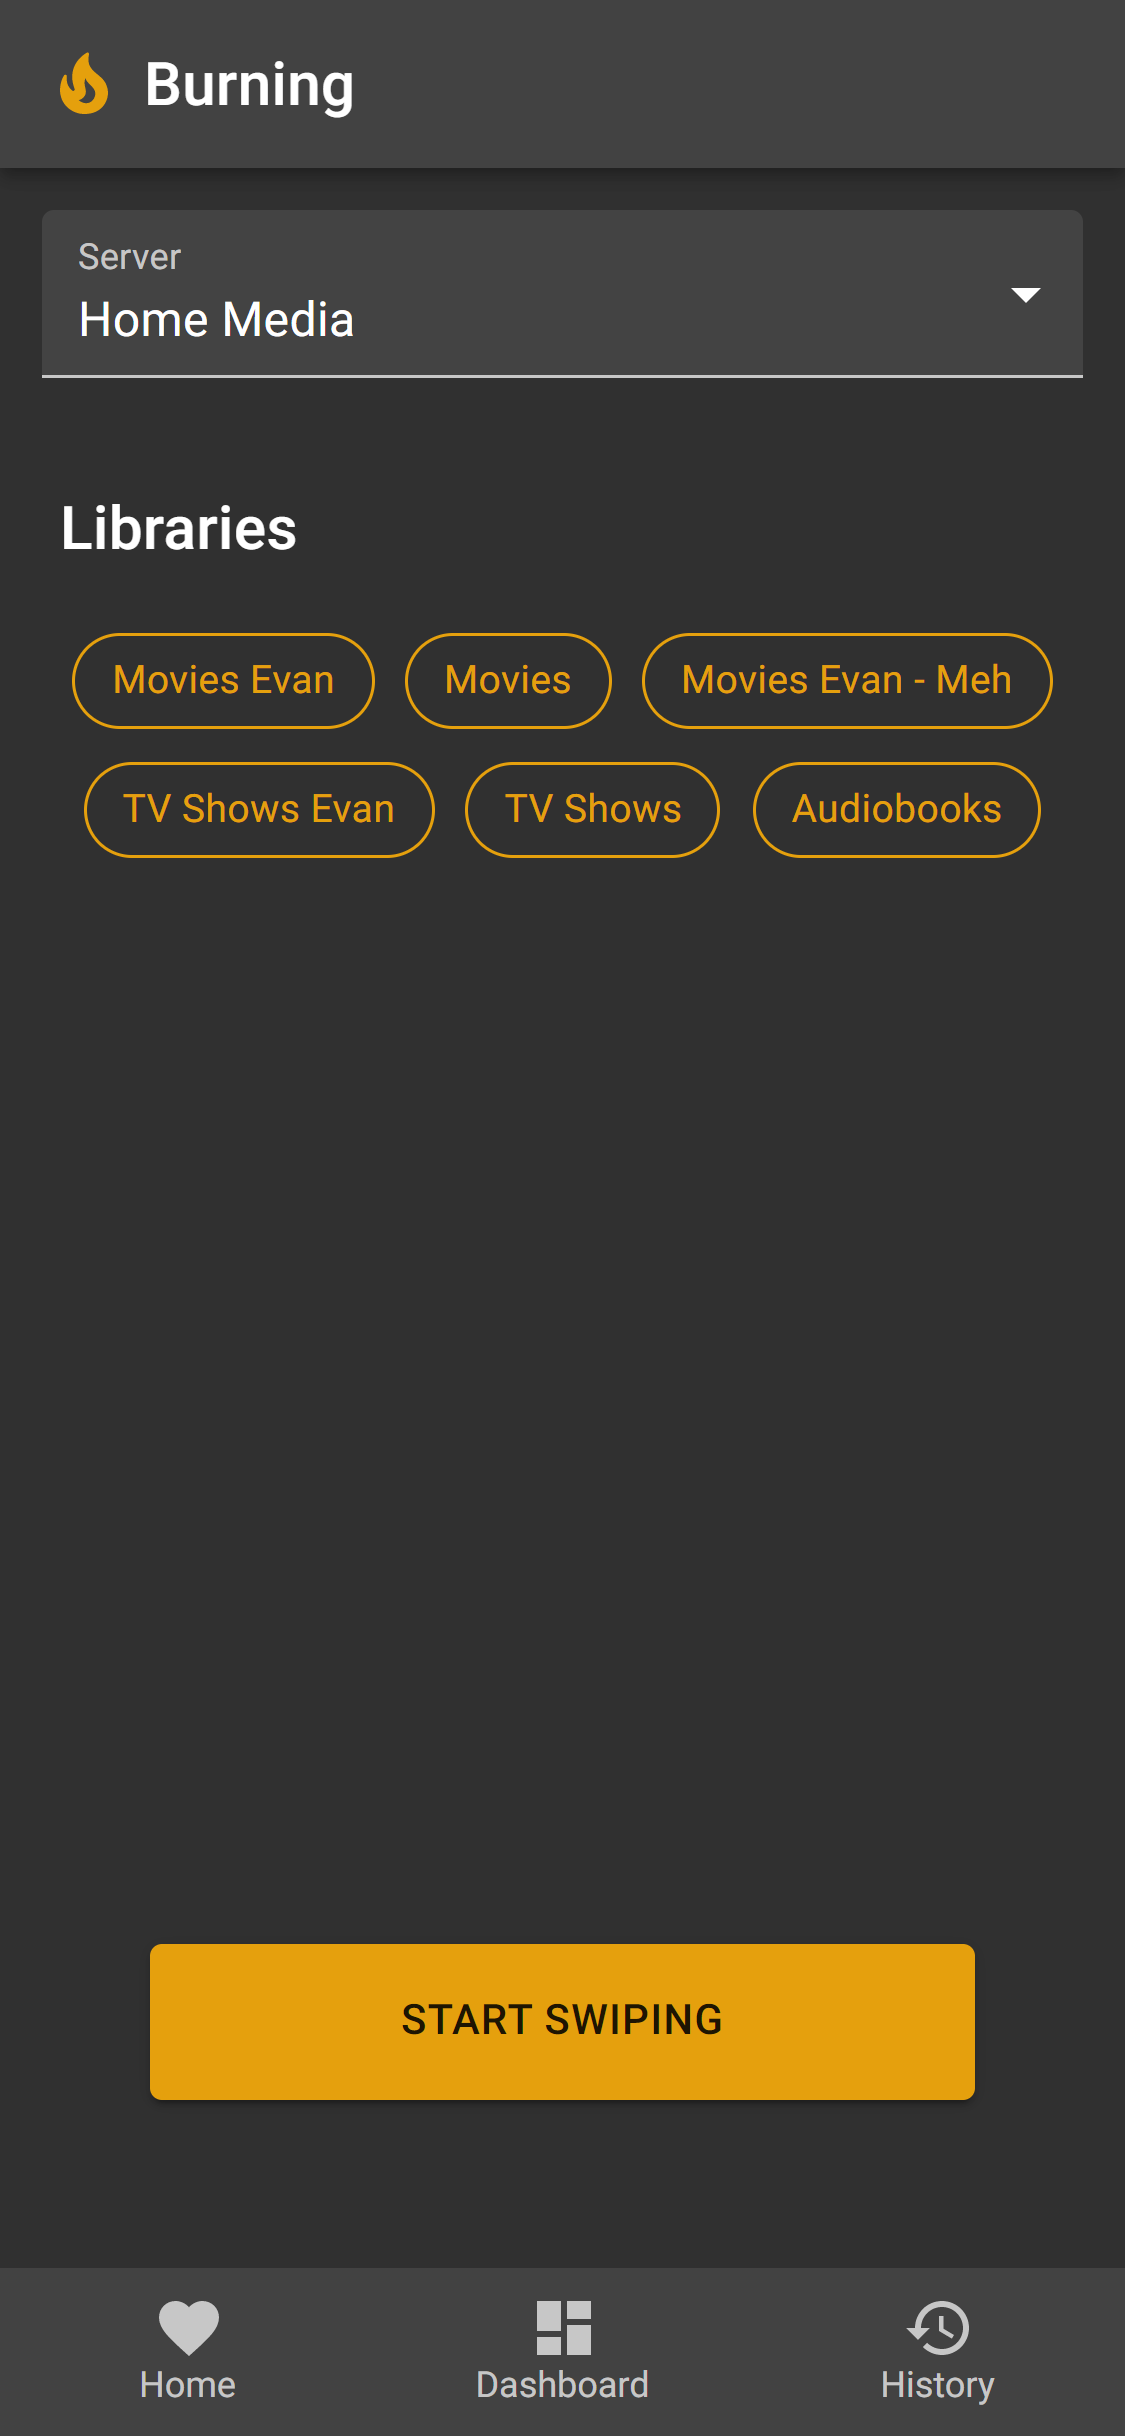 Burning
Server
Home Media
Libraries
Movies Evan
Movies
Movies Evan - Meh
TV Shows Evan
TV Shows
Audiobooks
START SWIPING
Home
Dashboard
History